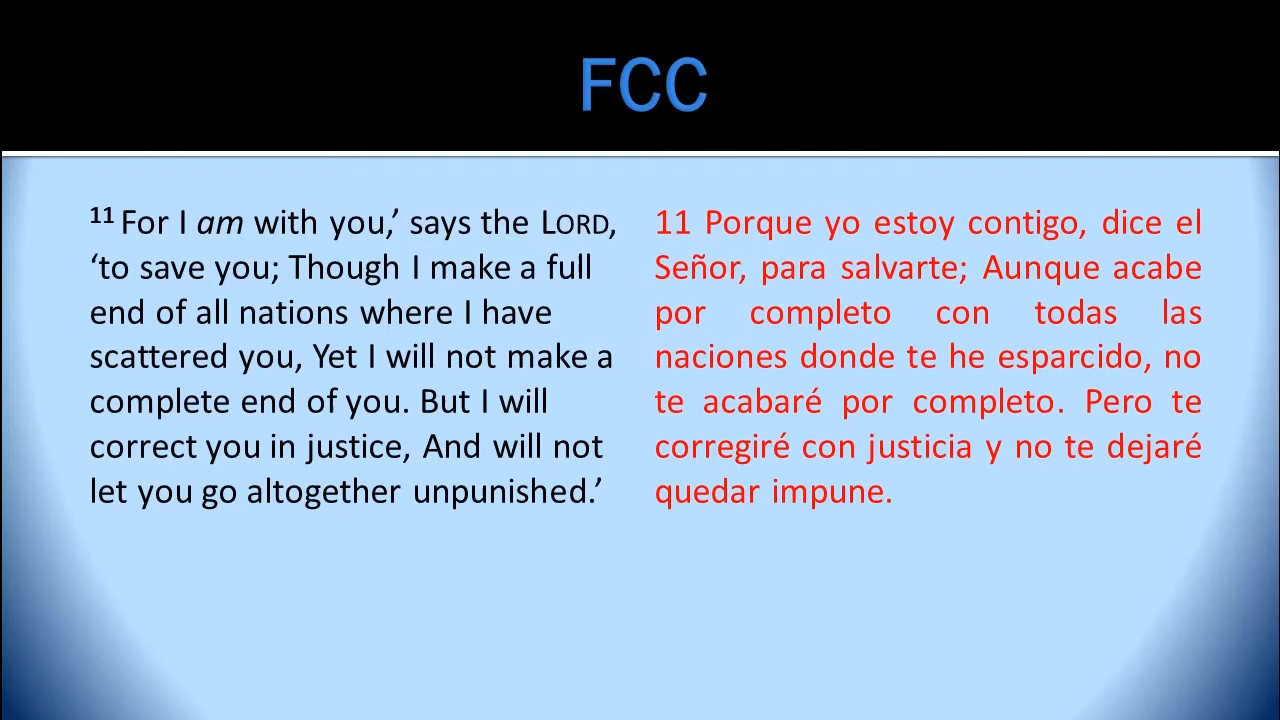 FCC
11 For I am with you,’ says the LORD,
‘to save you; Though I make a full
end of all nations where I have
scattered you, Yet I will not make a
complete end of you. But I will
correct you in justice, And will not
let you go altogether unpunished.’
11 Porque yo estoy contigo, dice el
Señor, para salvarte; Aunque acabe
por completo con todas las
naciones donde te he esparcido, no
te acabaré por completo. Pero te
corregiré con justicia y no te dejaré
quedar impune.